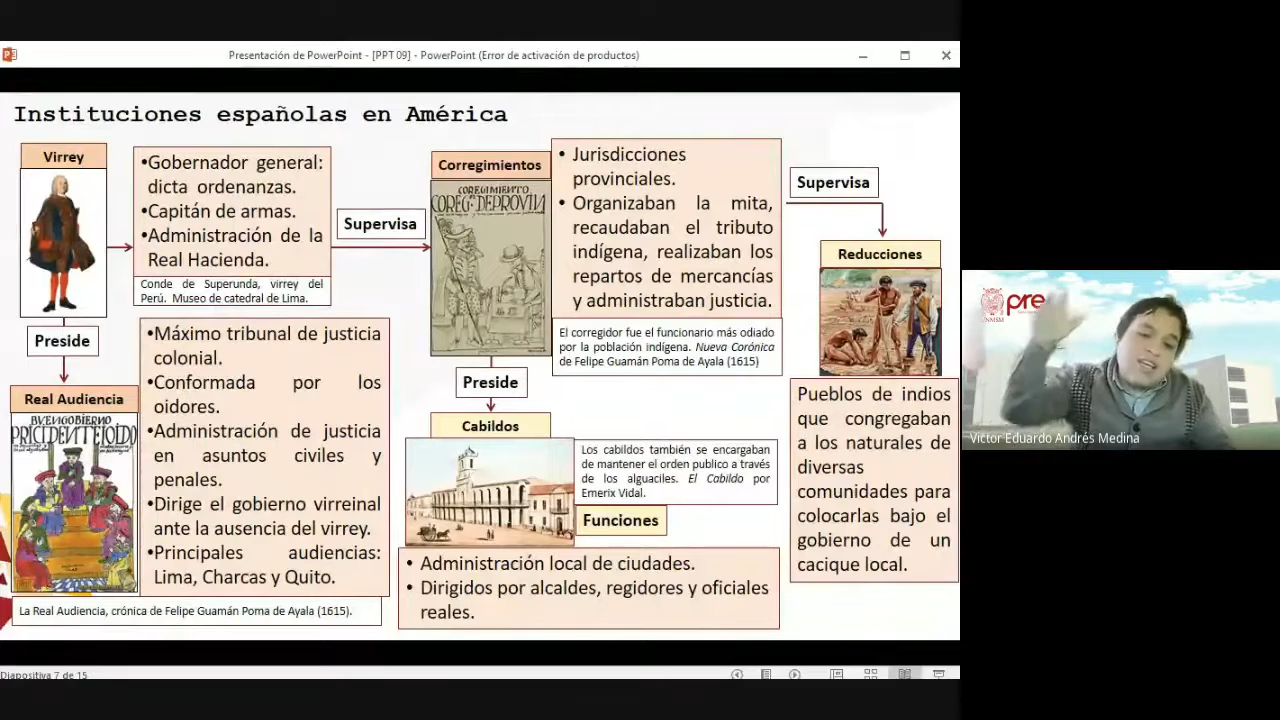 Presentación de PowerPoint - [PPT 09] - PowerPoint (Error de activación de productos)
Instituciones españolas en América
Virrey
•Gobernador general:
dicta ordenanzas.
•Capitán de armas.
•Administración de la
Real Hacienda.
Conde de Superunda, virrey del
Perú. Museo de catedral de Lima.
Supervisa
Preside
Real Audiencia
BVENGOBIERNO
•Máximo tribunal de justicia
colonial.
•Conformada por los
oidores.
•Administración de justicia
en asuntos civiles y
penales.
•Dirige el gobierno virreinal
ante la ausencia del virrey.
•Principales audiencias:
Lima, Charcas y Quito.
La Real Audiencia, crónica de Felipe Guamán Poma de Ayala (1615).
Corregimientos
COREGIMIENTO
• Jurisdicciones
provinciales.
• Organizaban la mita,
recaudaban el tributo
indígena, realizaban los
repartos de mercancías
y administraban justicia.
El corregidor fue el funcionario más odiado
por la población indígena. Nueva Corónica
de Felipe Guamán Poma de Ayala (1615)
Preside
Cabildos
Los cabildos también se encargaban
de mantener el orden publico a través
de los alguaciles. El Cabildo por
Emerix Vidal.
Funciones
• Administración local de ciudades.
• Dirigidos por alcaldes, regidores y oficiales
reales.
Supervisa
Reducciones
Pueblos de indios
que congregaban
a los naturales de
diversas
comunidades para
colocarlas bajo el
gobierno de un
cacique local.
pre
Victor Eduardo Andrés Medina
Diapositiva 7 de 15